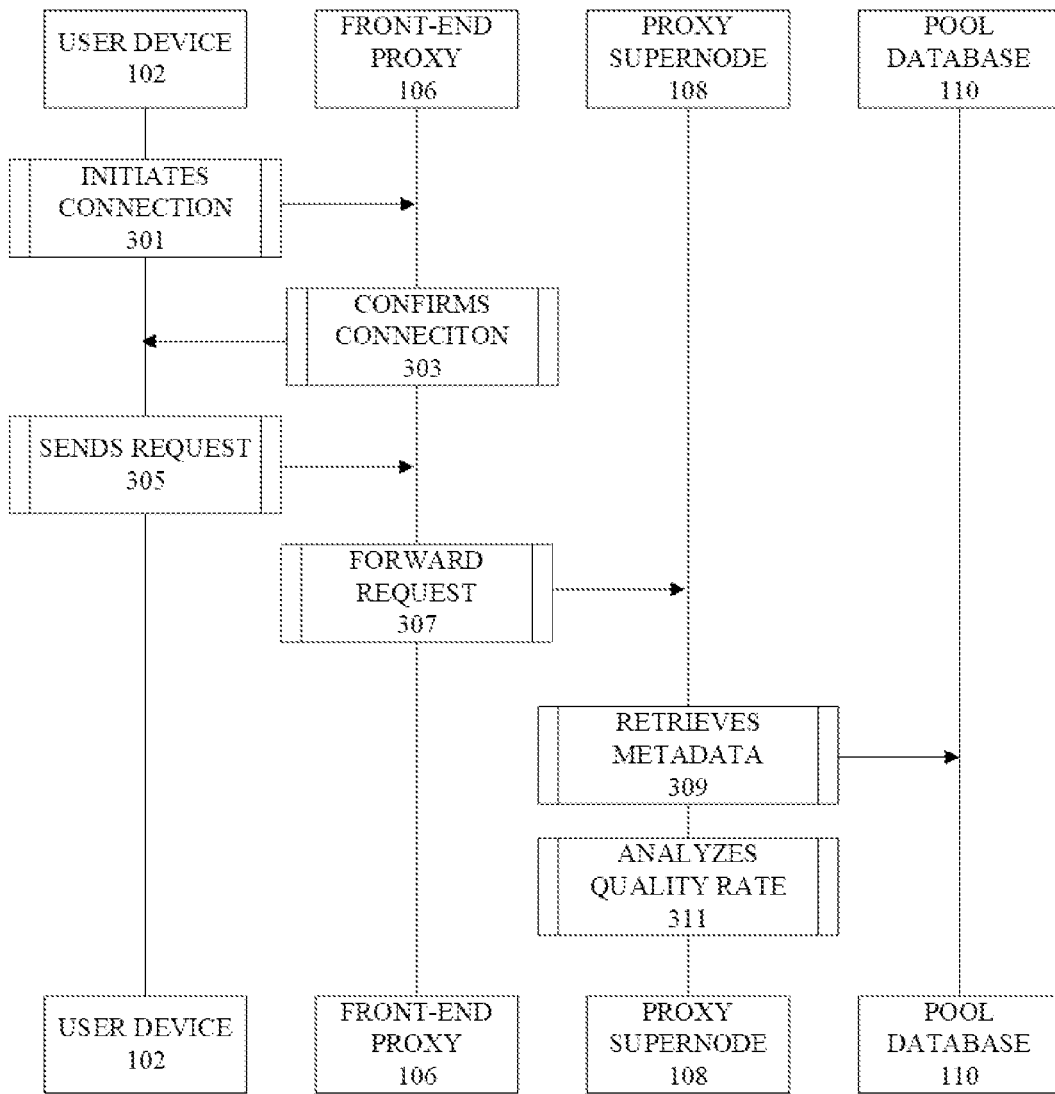 USER DEVICE
102
FRONT-END
PROXY
106
PROXY
SUPERNODE
108
POOL
DATABASE
110
INITIATES
CONNECTION
301
CONFIRMS
CONNECITON
303
SENDS REQUEST
305
FORWARD
REQUEST
307
RETRIEVES
METADATA
309
ANALYZES
QUALITY RATE
311
USER DEVICE
102
FRONT-END
PROXY
106
PROXY
SUPERNODE
108
POOL
DATABASE
110